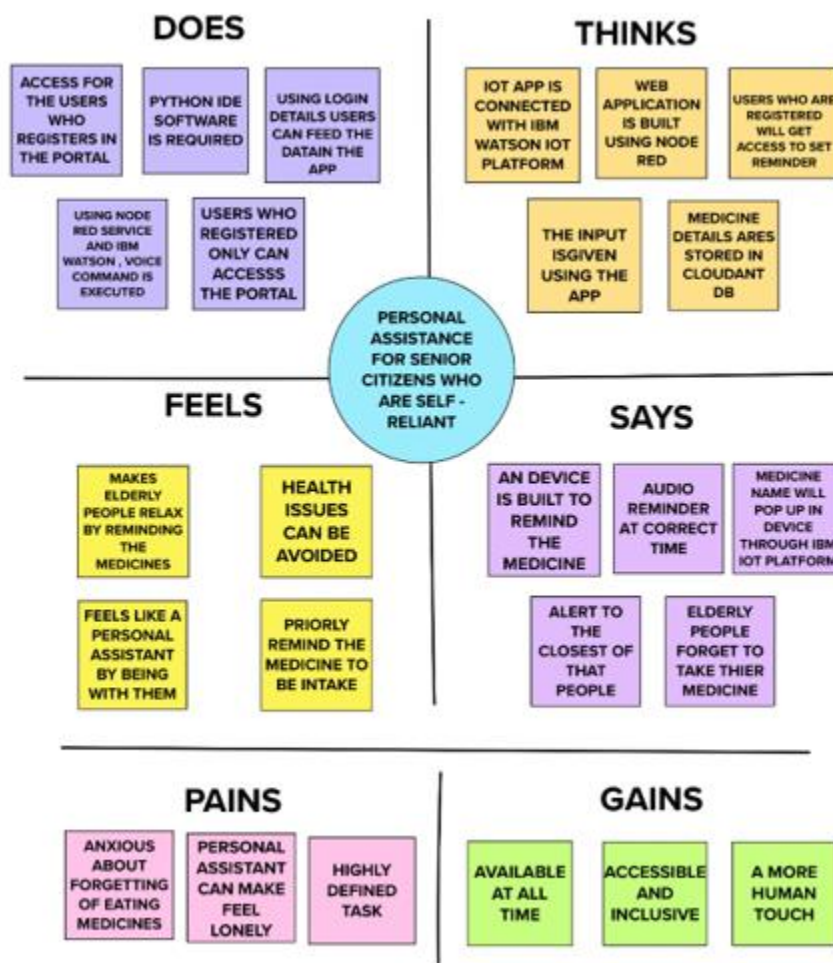 DOES
ACCESS FOR
THE USERS
WHO
REGISTERS IN
THE PORTAL
PYTHON IDE
SOFTWARE
IS REQUIRED
USING LOGIN
DETAILS USERS
CAN FEED THE
DATAIN THE
APP
USING NODE
RED SERVICE
AND IBM
WATSON , VOICE
COMMAND IS
EXECUTED
USERS WHO
REGISTERED
ONLY CAN
ACCESSS
THE PORTAL
THINKS
IOT APP IS
CONNECTED
WITH IBM
WATSON IOT
PLATFORM
WEB
APPLICATION
IS BUILT
USING NODE
RED
USERS WHO ARE
REGISTERED
WILL GET
ACCESS TO SET
REMINDER
THE INPUT
ISGIVEN
USING THE
APP
MEDICINE
DETAILS ARES
STORED IN
CLOUDANT
DB
PERSONAL
ASSISTANCE
FOR SENIOR
CITIZENS WHO
ARE SELF -
RELIANT
FEELS
MAKES
ELDERLY
PEOPLE RELAX
BY REMINDING
THE
MEDICINES
HEALTH
ISSUES
CAN BE
AVOIDED
FEELS LIKE A
PERSONAL
ASSISTANT
BY BEING
WITH THEM
PRIORLY
REMIND THE
MEDICINE TO
BE INTAKE
SAYS
AN DEVICE
IS BUILT TO
REMIND
THE
MEDICINE
AUDIO
REMINDER
AT CORRECT
TIME
MEDICINE
NAME WILL
POP UP IN
DEVICE
THROUGH IBM
IOT PLATFORM
ALERT TO
THE
CLOSEST OF
THAT
PEOPLE
ELDERLY
PEOPLE
FORGET TO
TAKE THIER
MEDICINE
PAINS
ANXIOUS
ABOUT
FORGETTING
OF EATING
MEDICINES
PERSONAL
ASSISTANT
CAN MAKE
FEEL
LONELY
HIGHLY
DEFINED
TASK
GAINS
AVAILABLE
AT ALL
TIME
ACCESSIBLE
AND
INCLUSIVE
A MORE
HUMAN
TOUCH